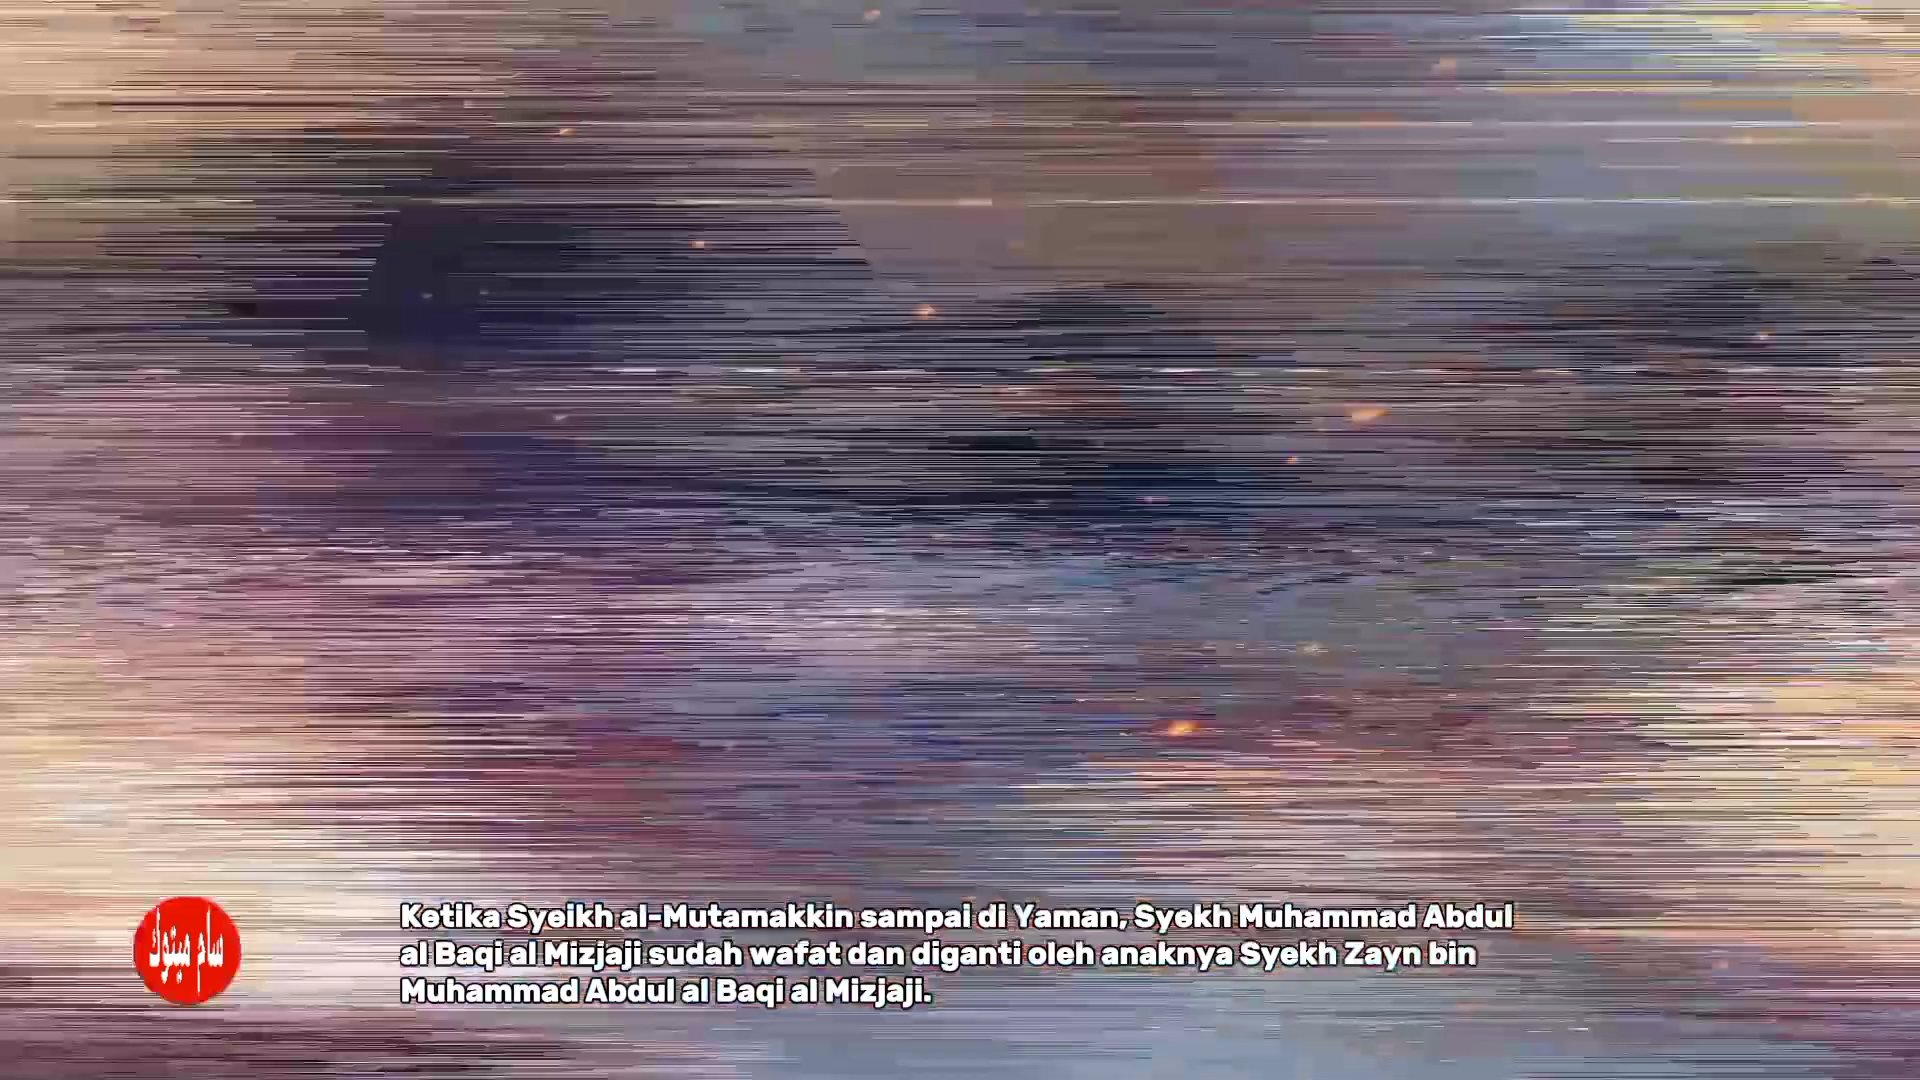 سام ميتوك
Ketika Syeikh al-Mutamakkin sampai di Yaman, Syekh Muhammad Abdul
al Baqi al Mizjaji sudah wafat dan diganti oleh anaknya Syekh Zayn bin
Muhammad Abdul al Baqi al Mizjaji.